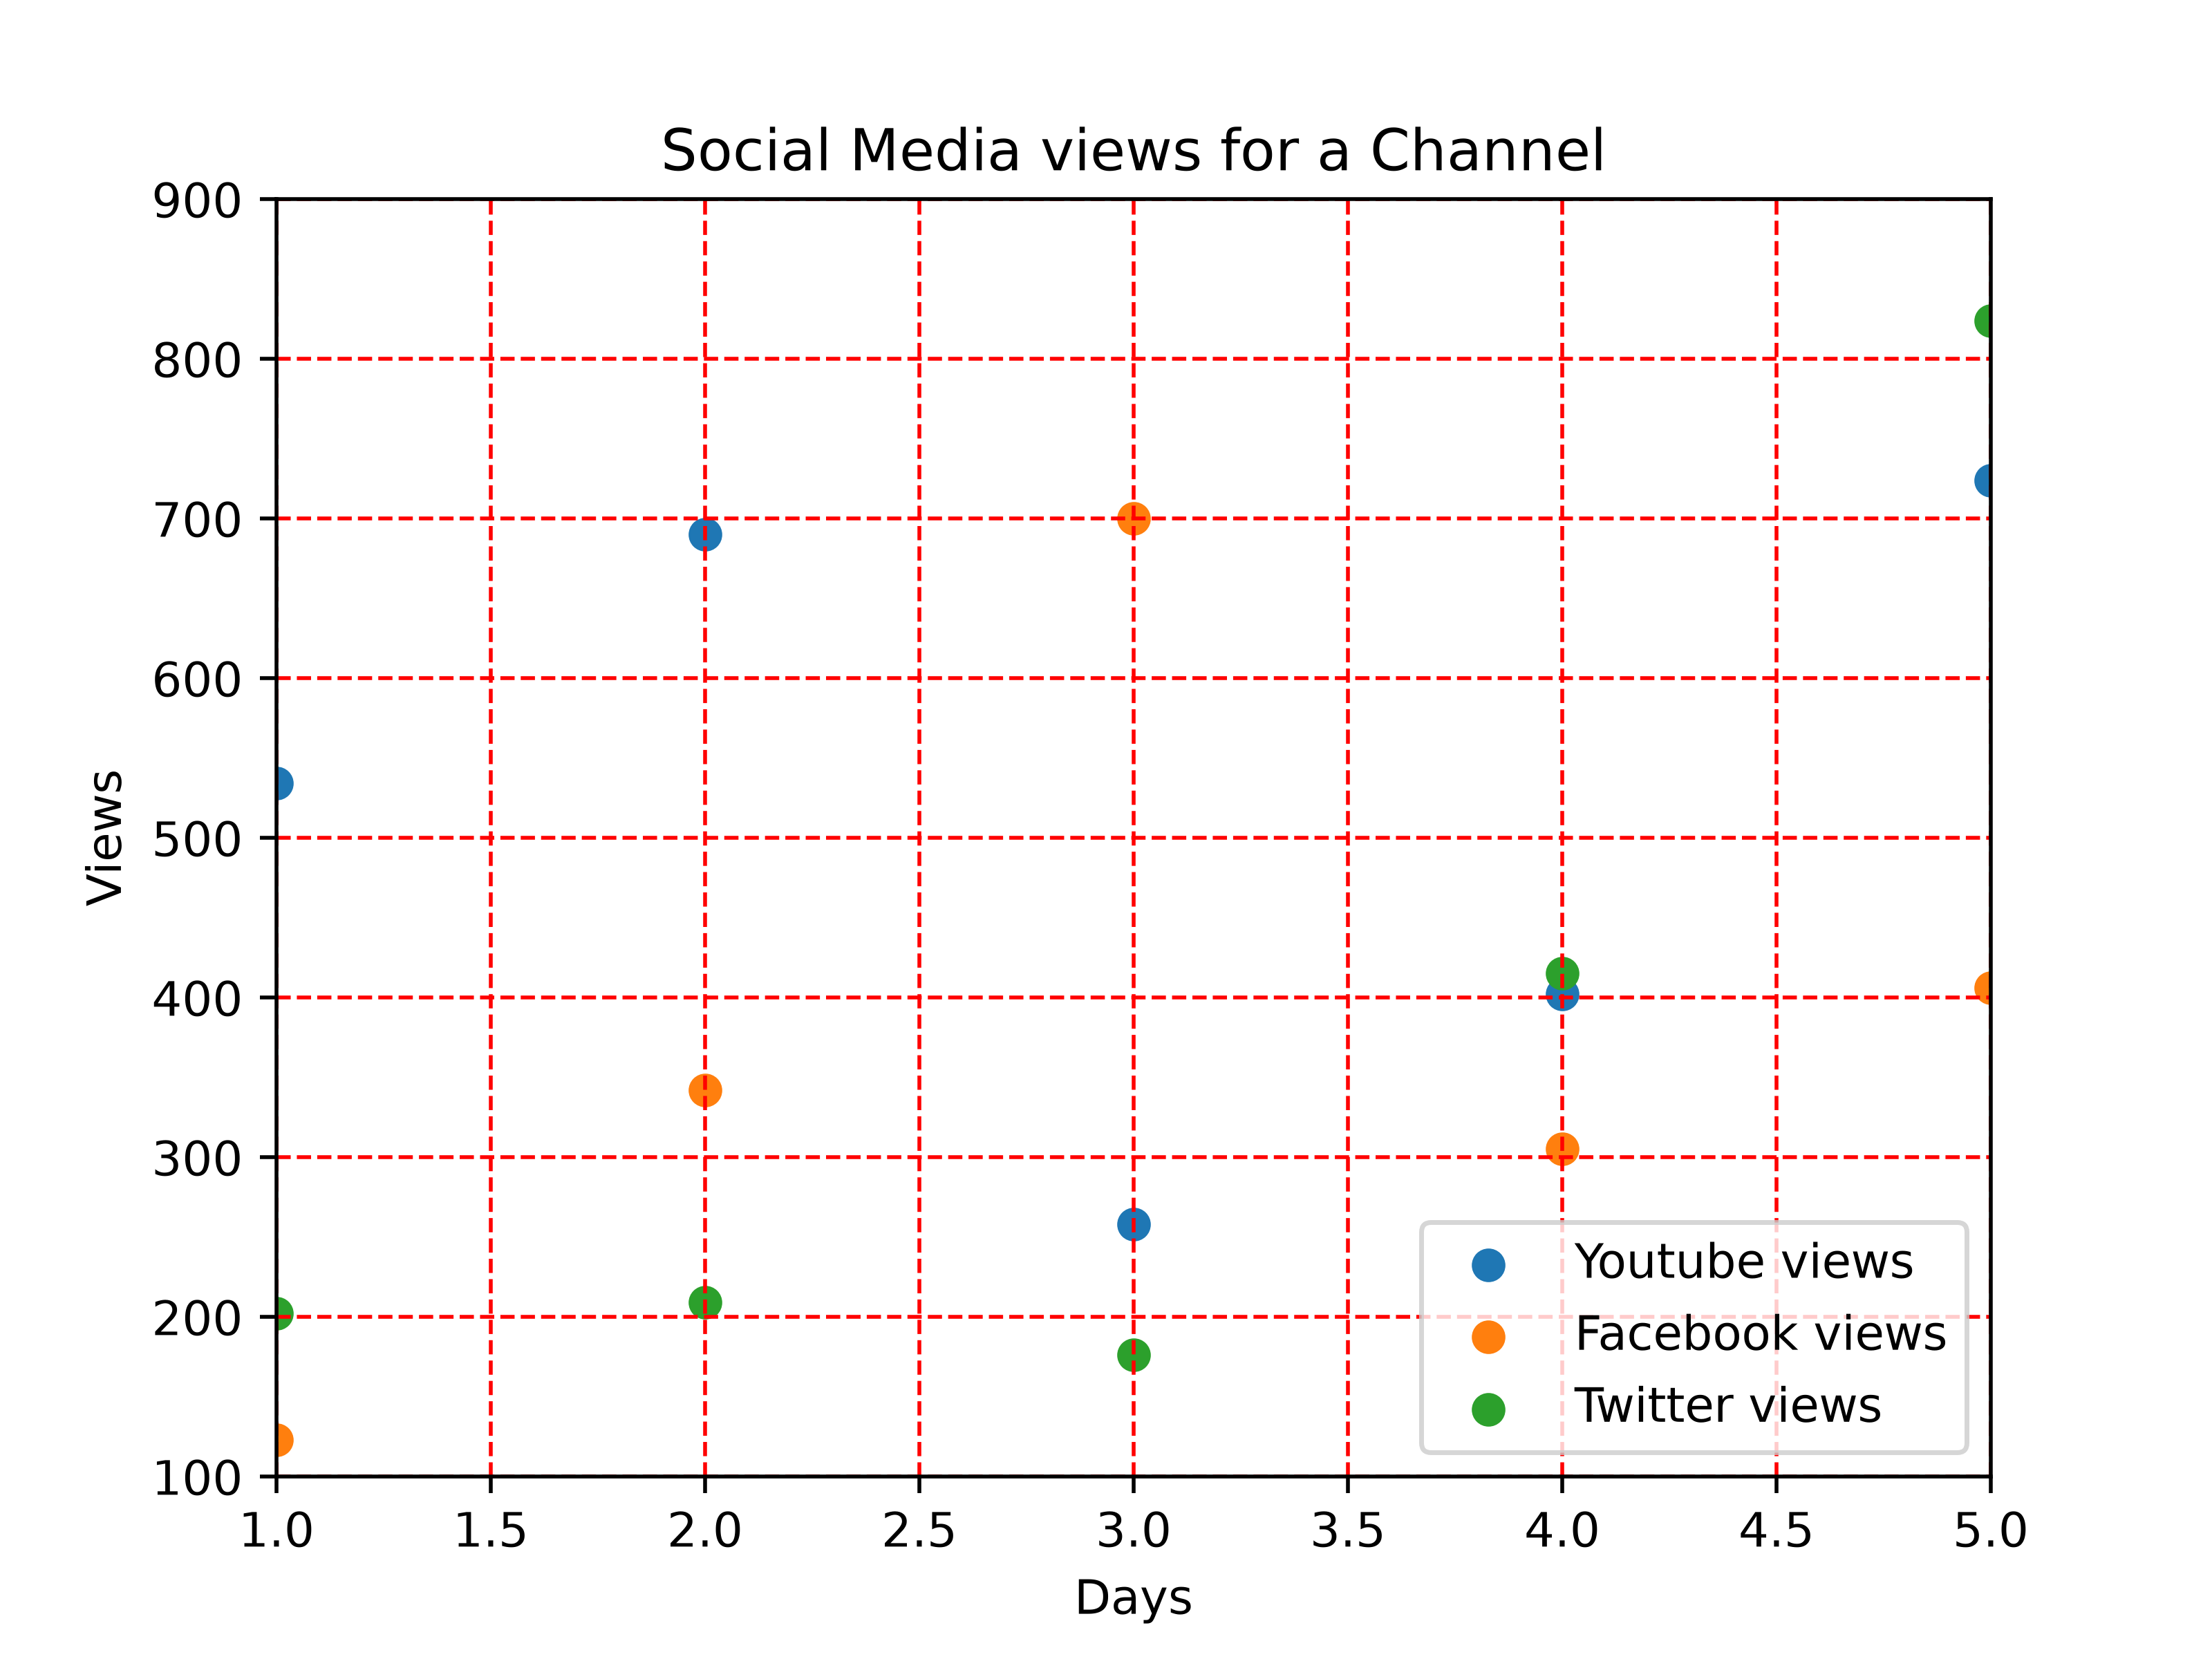 Social Media views for a Channel
900
800
700
600
500
400
300
200
100
Views
1.0 1.5 2.0 2.5 3.0 3.5 4.0 4.5 5.0
Days
Youtube views
Facebook views
Twitter views